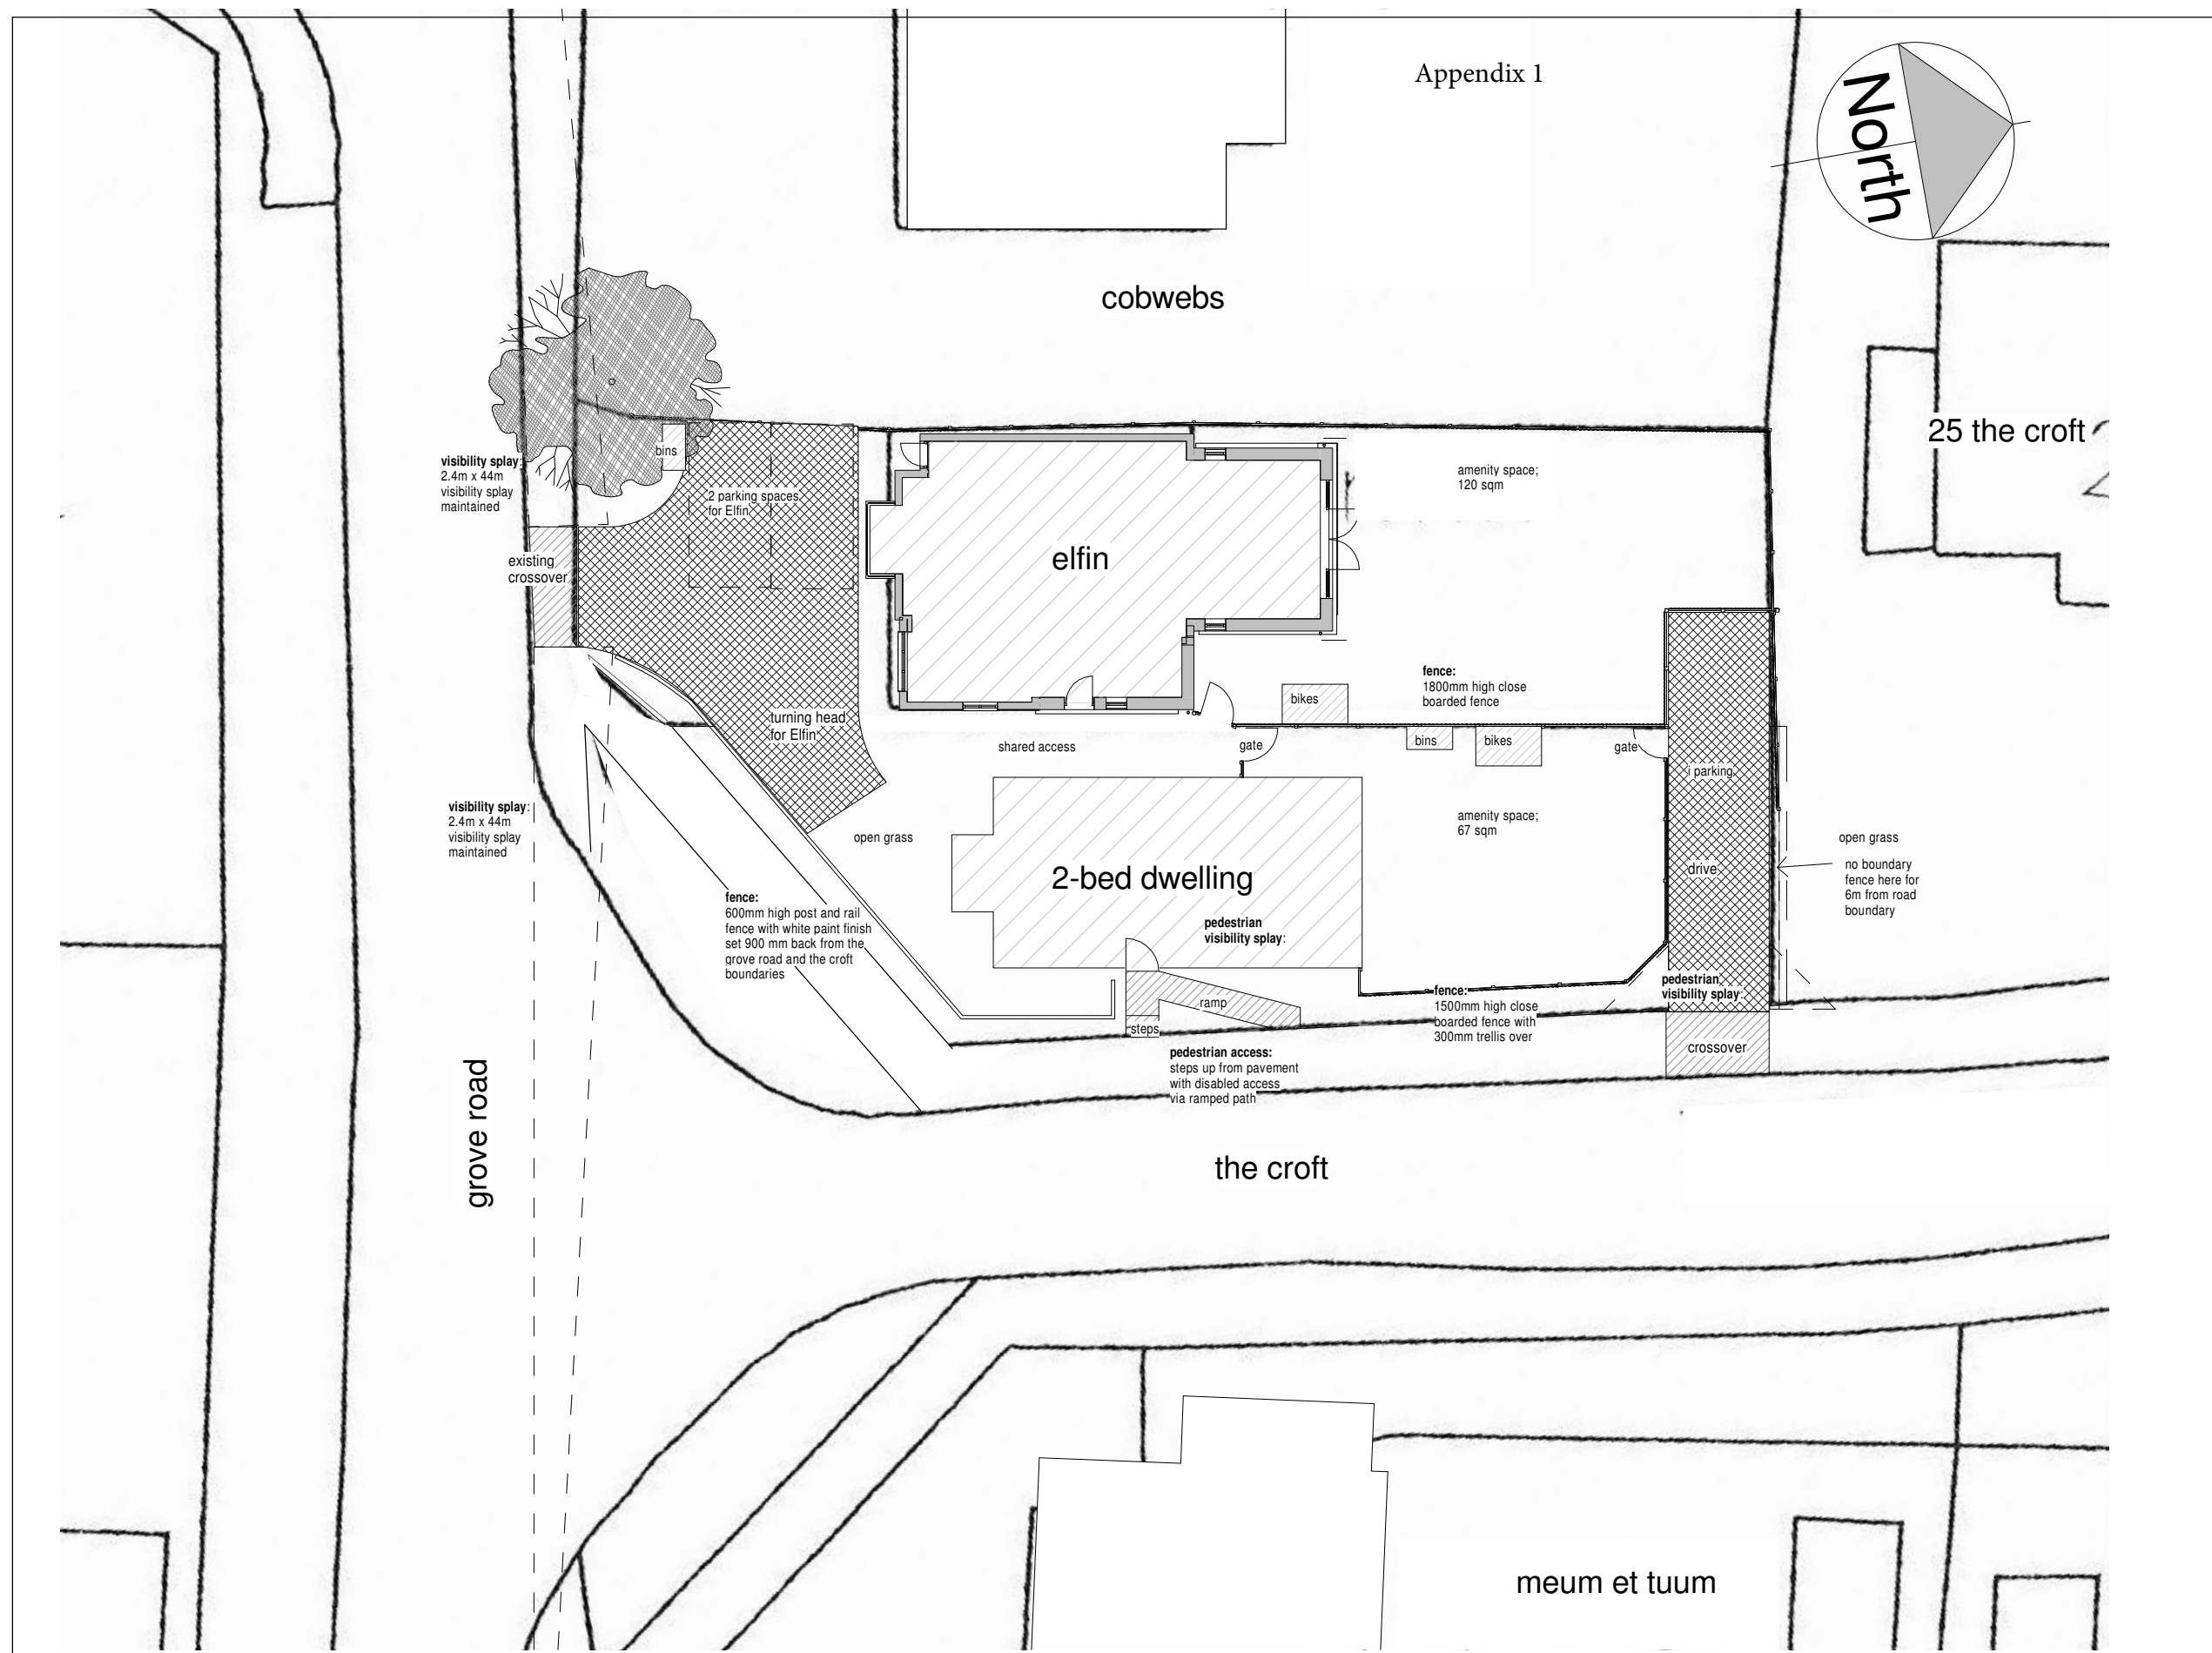 Appendix 1
North
cobwebs
25 the croft
bins
visibility splay:
2.4m x 44m
visibility splay
maintained
2 parking spaces
for Elfin
amenity space;
120 sqm
existing
crossover
elfin
fence:
1800mm high close
boarded fence
bikes
turning head
for Elfin
shared access
gate
bins
bikes
gate
1 parking
visibility splay:
2.4m x 44m
visibility splay
maintained
open grass
amenity space;
67 sqm
open grass
drive
no boundary
fence here for
6m from road
boundary
2-bed dwelling
fence:
600mm high post and rail
fence with white paint finish
set 900 mm back from the
grove road and the croft
boundaries
pedestrian
visibility splay:
pedestrian
visibility splay:
ramp
steps
fence:
1500mm high close
boarded fence with
300mm trellis over
crossover
pedestrian access:
steps up from pavement
with disabled access
via ramped path
grove road
the croft
meum et tuum